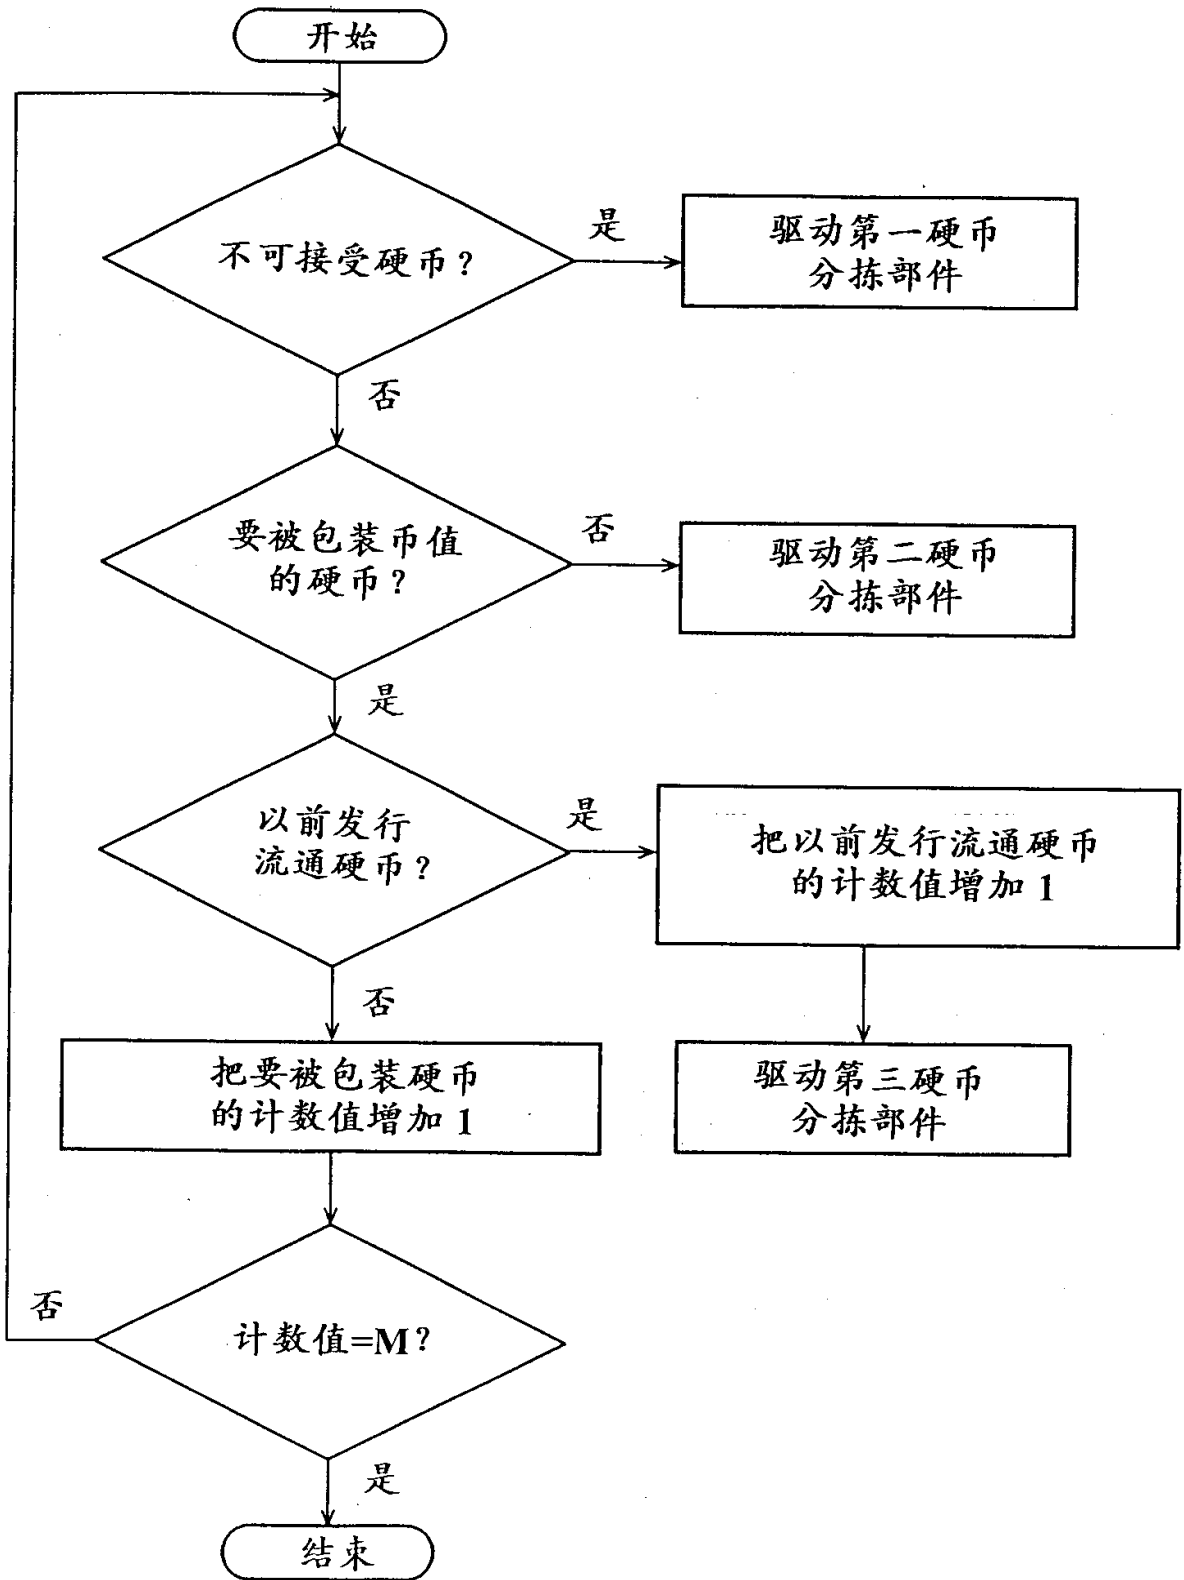 开始
不可接受硬币？
是
驱动第一硬币
分拣部件
否
要被包装币值
的硬币？
否
驱动第二硬币
分拣部件
是
以前发行
流通硬币？
是
把以前发行流通硬币
的计数值增加 1
否
把要被包装硬币
的计数值增加 1
驱动第三硬币
分拣部件
否
计数值=M？
是
结束